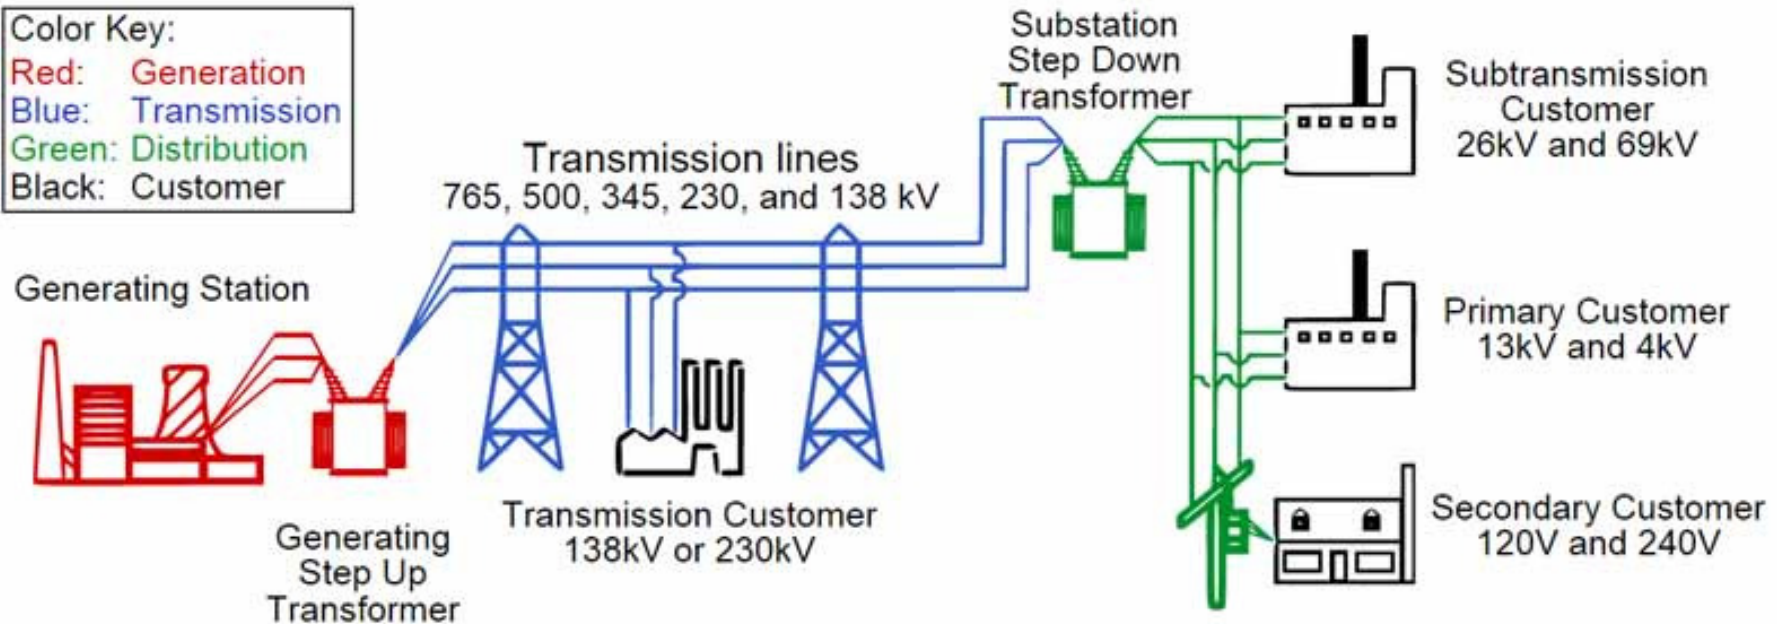 Color Key:
Red: Generation
Blue: Transmission
Green: Distribution
Black: Customer
Substation
Step Down
Transformer
Subtransmission
Customer
26kV and 69kV
Transmission lines
765, 500, 345, 230, and 138 kV
Generating Station
Primary Customer
13kV and 4kV
Transmission Customer
138kV or 230kV
Generating
Step Up
Transformer
Secondary Customer
120V and 240V